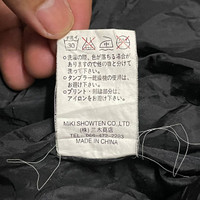 30
・洗濯の際、色が落ちる場合が
ありますので他の物と分けて
洗って下さい。
・タンブラー乾燥機の使用は、
お避け下さい。
・プリント・刺繍部分は、
アイロンをさけて下さい。
MIKI SHOWTEN CO.,LTD
(株)三木商店
MADE IN CHINA